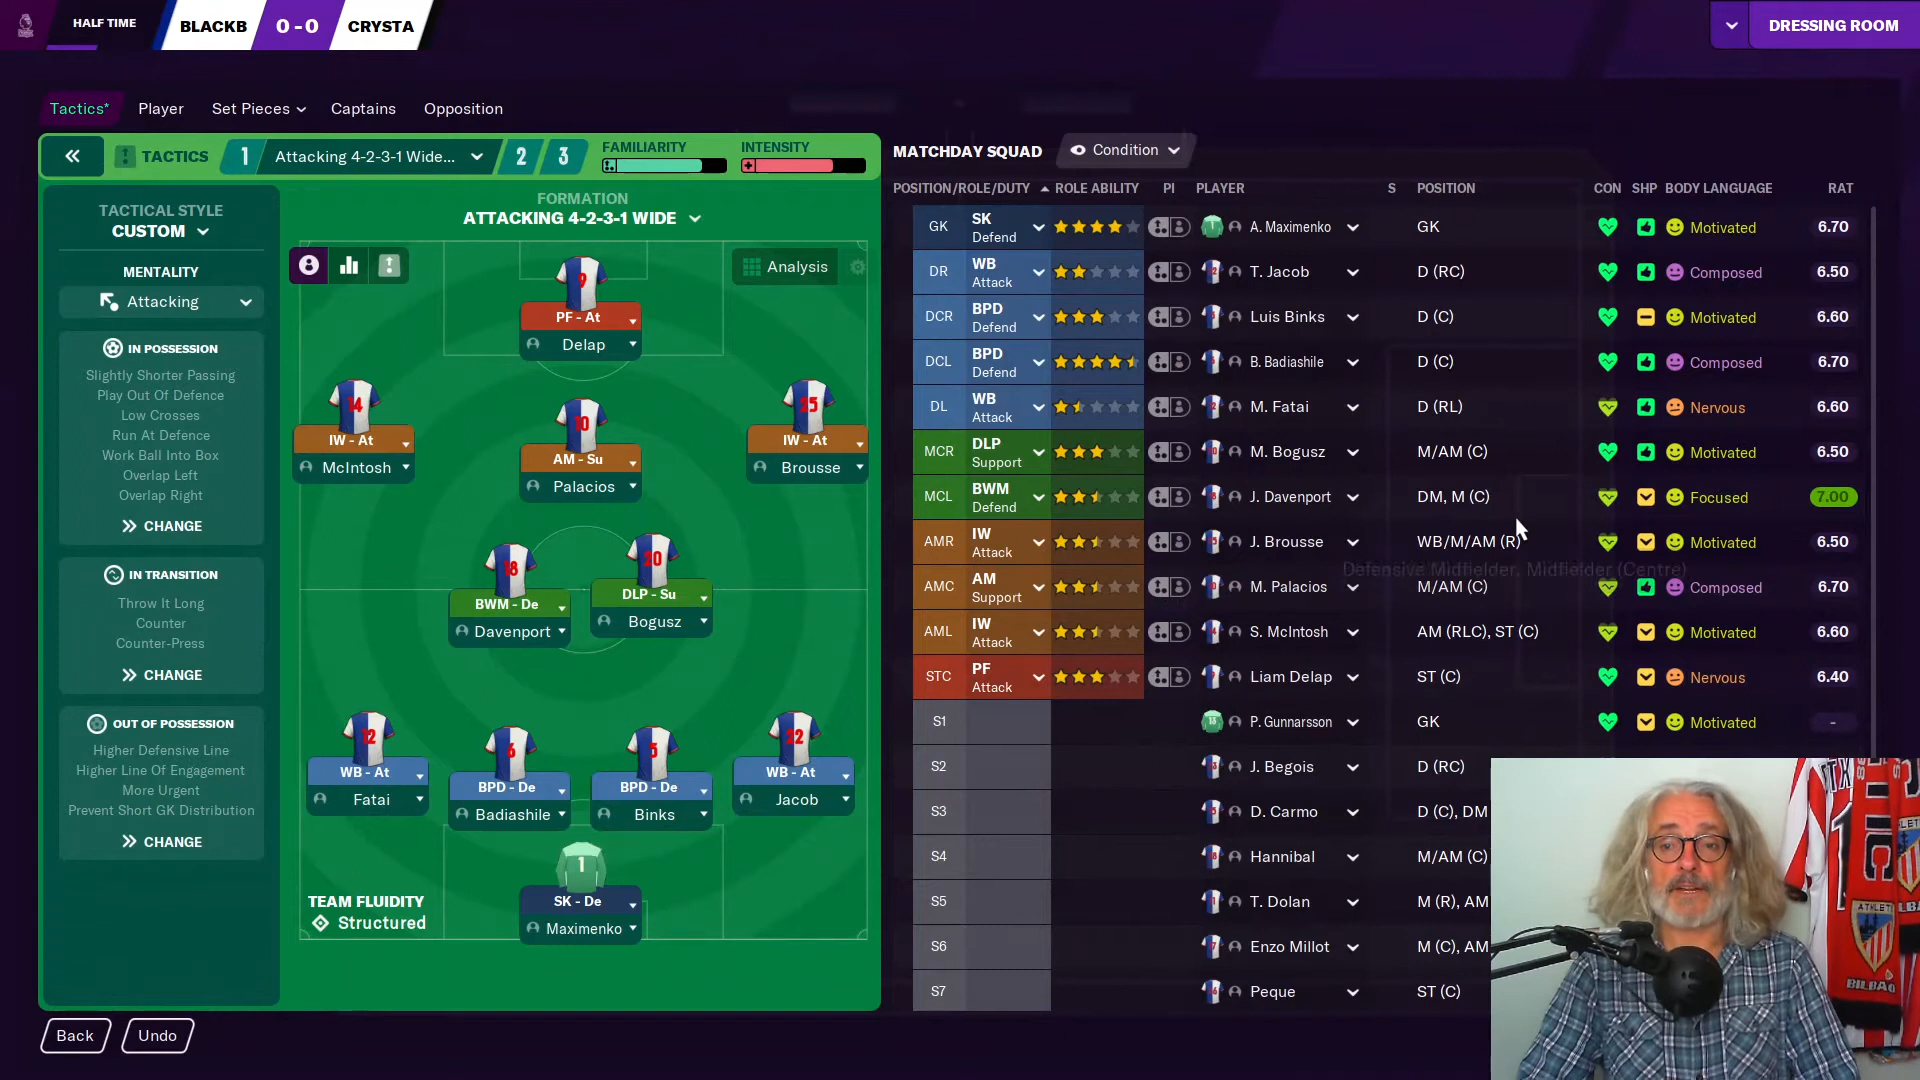 HALF TIME
BLACKB
0 - 0
CRYSTA
DRESSING ROOM
Tactics*
Player
Set Pieces
Captains
Opposition
TACTICS
1
Attacking 4-2-3-1 Wide...
2
3
FAMILIARITY
INTENSITY
TACTICAL STYLE
CUSTOM
MENTALITY
Attacking
IN POSSESSION
Slightly Shorter Passing
Play Out Of Defence
Low Crosses
Run At Defence
Work Ball Into Box
Overlap Left
Overlap Right
CHANGE
IN TRANSITION
Throw It Long
Counter
Counter-Press
CHANGE
OUT OF POSSESSION
Higher Defensive Line
Higher Line Of Engagement
More Urgent
Prevent Short GK Distribution
CHANGE
FORMATION
ATTACKING 4-2-3-1 WIDE
Analysis
9
PF - At
Delap
14
IW - At
McIntosh
10
AM - Su
Palacios
25
IW - At
Brousse
18
BWM - De
Davenport
20
DLP - Su
Bogusz
12
WB - At
Fatai
6
BPD - De
Badiashile
5
BPD - De
Binks
22
WB - At
Jacob
1
SK - De
Maximenko
TEAM FLUIDITY
Structured
Back
Undo
MATCHDAY SQUAD
Condition
POSITION/ROLE/DUTY ROLE ABILITY PI PLAYER S POSITION CON SHP BODY LANGUAGE RAT
GK SK Defend A. Maximenko GK Motivated 6.70
DR WB Attack T. Jacob D (RC) Composed 6.50
DCR BPD Defend Luis Binks D (C) Motivated 6.60
DCL BPD Defend B. Badiashile D (C) Composed 6.70
DL WB Attack M. Fatai D (RL) Nervous 6.60
MCR DLP Support M. Bogusz M/AM (C) Motivated 6.50
MCL BWM Defend J. Davenport DM, M (C) Focused 7.00
AMR IW Attack J. Brousse WB/M/AM (R) Motivated 6.50
Defensive Midfielder, Midfielder (Centre)
AMC AM Support M. Palacios M/AM (C) Composed 6.70
AML IW Attack S. McIntosh AM (RLC), ST (C) Motivated 6.60
STC PF Attack Liam Delap ST (C) Nervous 6.40
S1 P. Gunnarsson GK Motivated -
S2 J. Begois D (RC)
S3 D. Carmo D (C), DM
S4 Hannibal M/AM (C)
S5 T. Dolan M (R), AM
S6 Enzo Millot M (C), AM
S7 Peque ST (C)
BILBAO